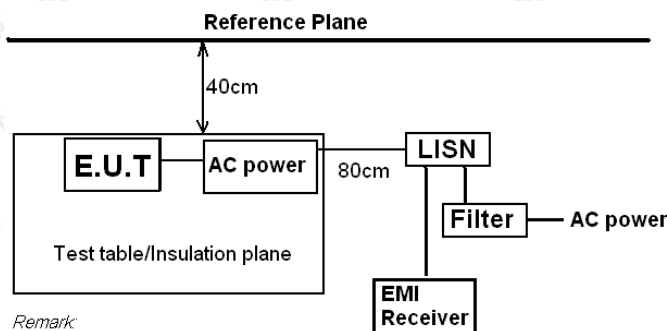 Reference Plane
40cm
E.U.T
AC power
80cm
LISN
Filter
AC power
Test table/Insulation plane
EMI
Receiver
Remark: